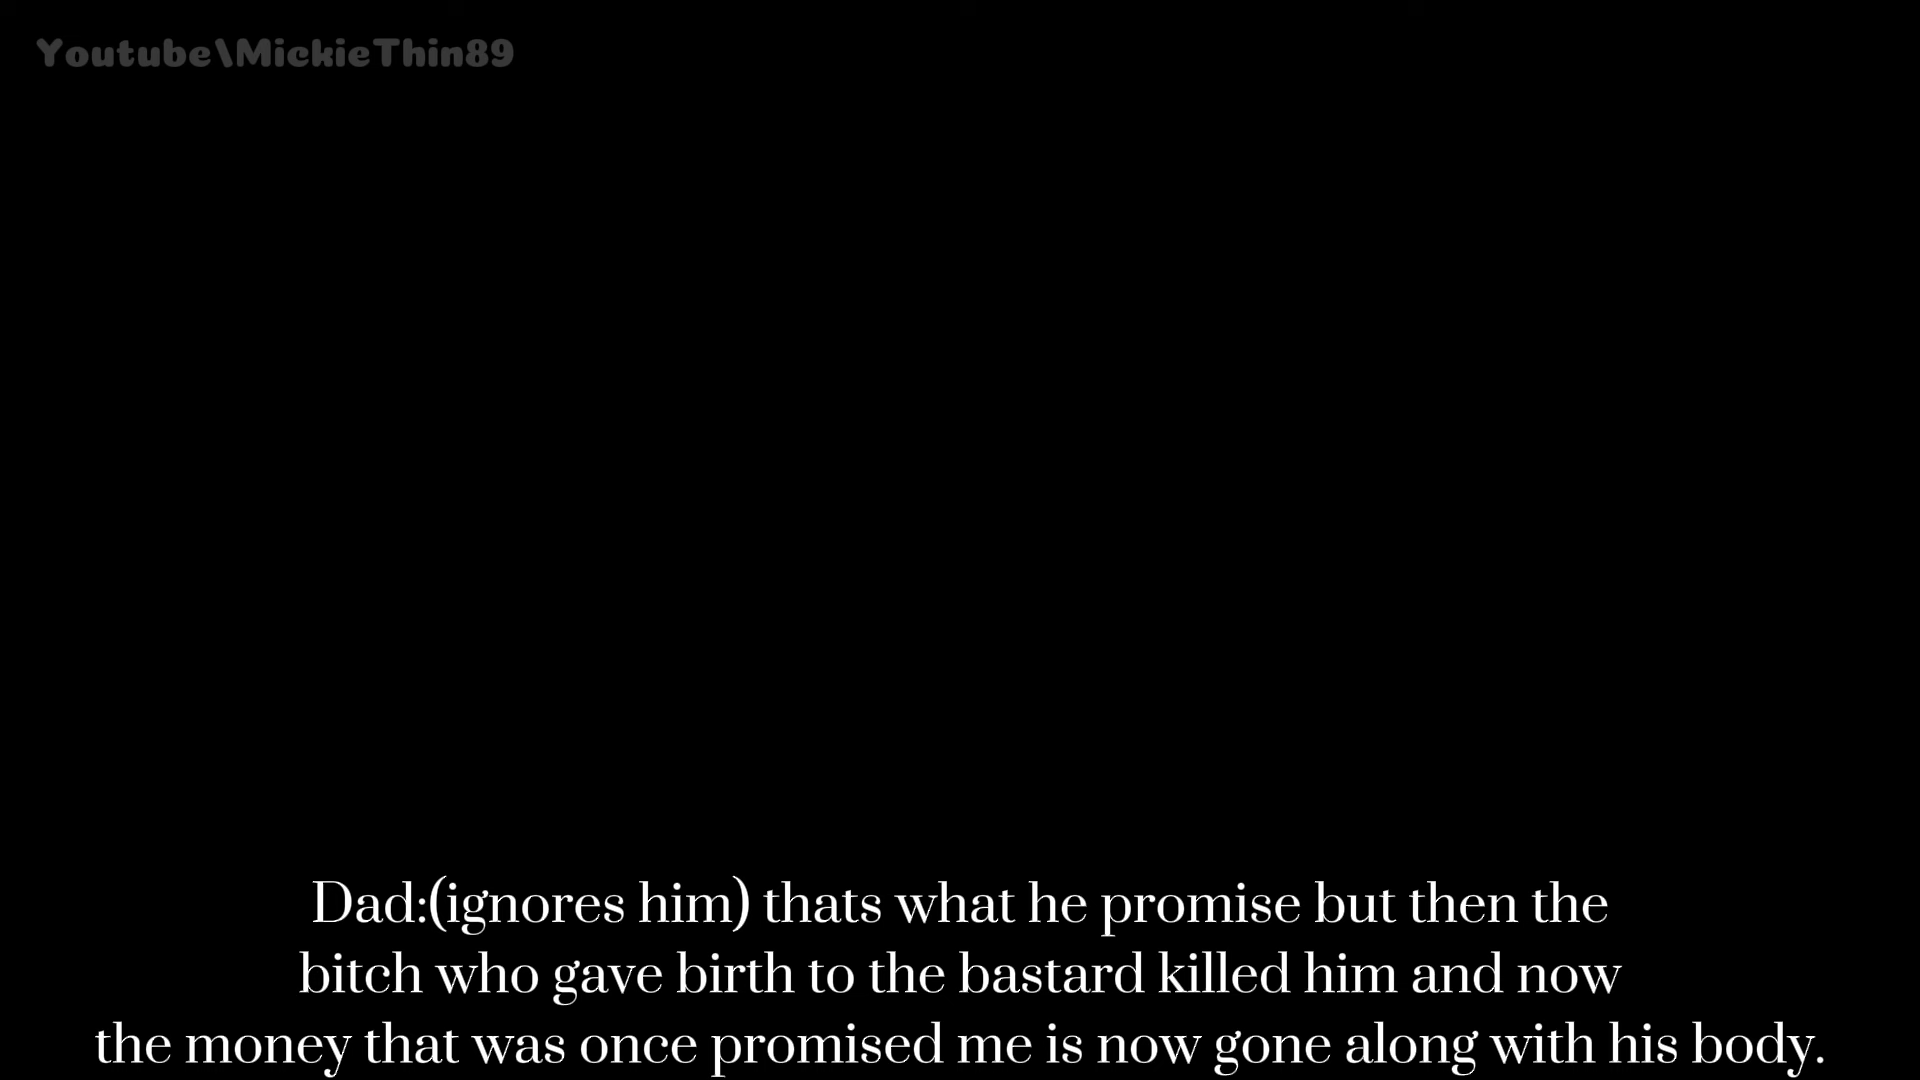 Youtube\MickieThin89
Dad:(ignores him) thats what he promise but then the
bitch who gave birth to the bastard killed him and now
the money that was once promised me is now gone along with his body.